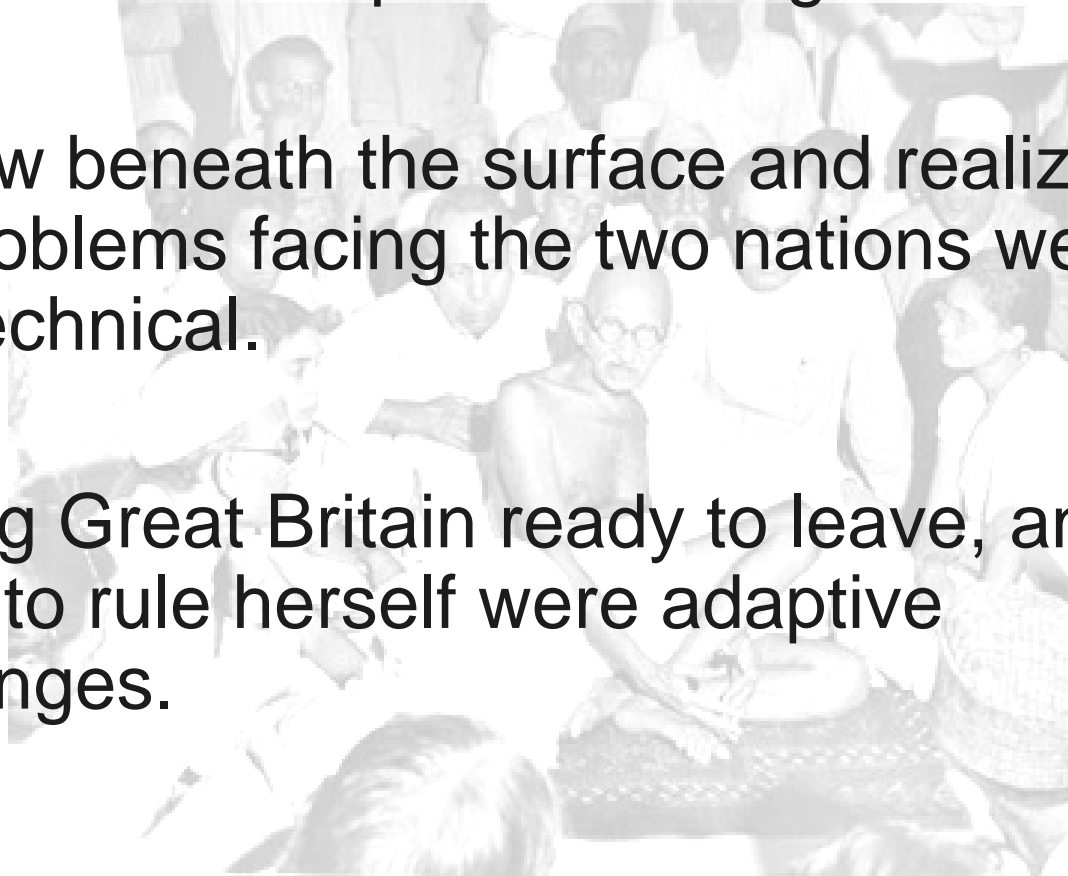 w beneath the surface and realiz
oblems facing the two nations we
echnical.
g Great Britain ready to leave, an
to rule herself were adaptive
nges.